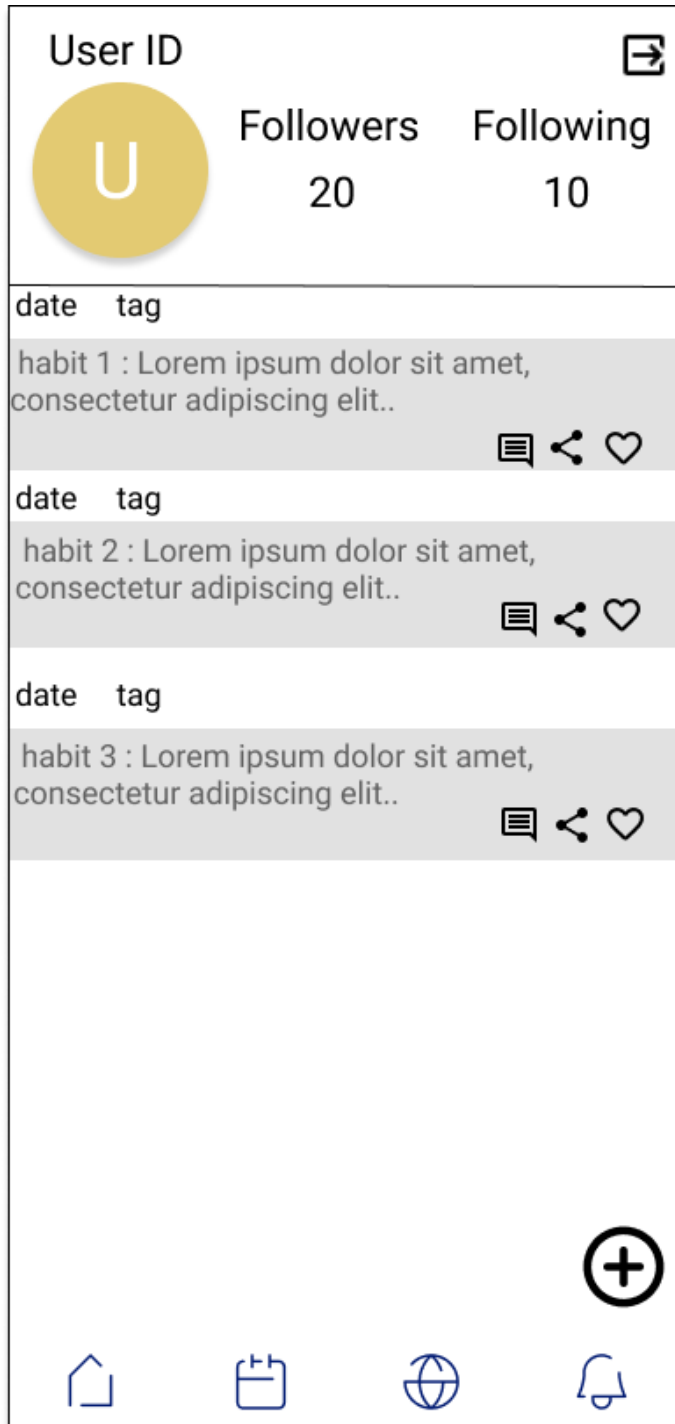 User ID
U
Followers Following
20 10
date tag
habit 1 : Lorem ipsum dolor sit amet,
consectetur adipiscing elit..
date tag
habit 2 : Lorem ipsum dolor sit amet,
consectetur adipiscing elit..
date tag
habit 3 : Lorem ipsum dolor sit amet,
consectetur adipiscing elit..